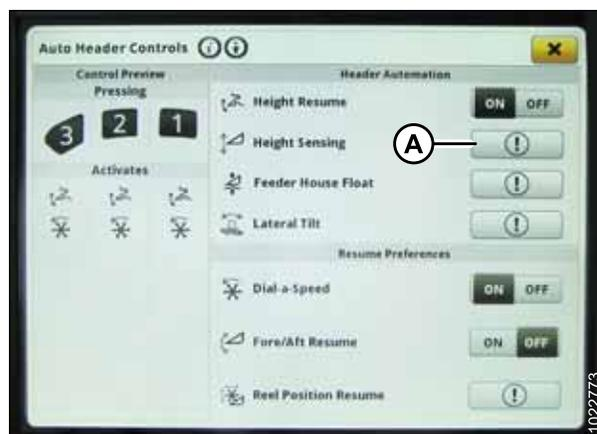 Auto Header Controls
Control Preview
Pressing
3 2 1
Activates
Header Automation
Height Resume ON OFF
A
Height Sensing !
Feeder House Float !
Lateral Tilt !
Resume Preferences
Dial-a-Speed ON OFF
Fore/Aft Resume ON OFF
Reel Position Resume !
1022773